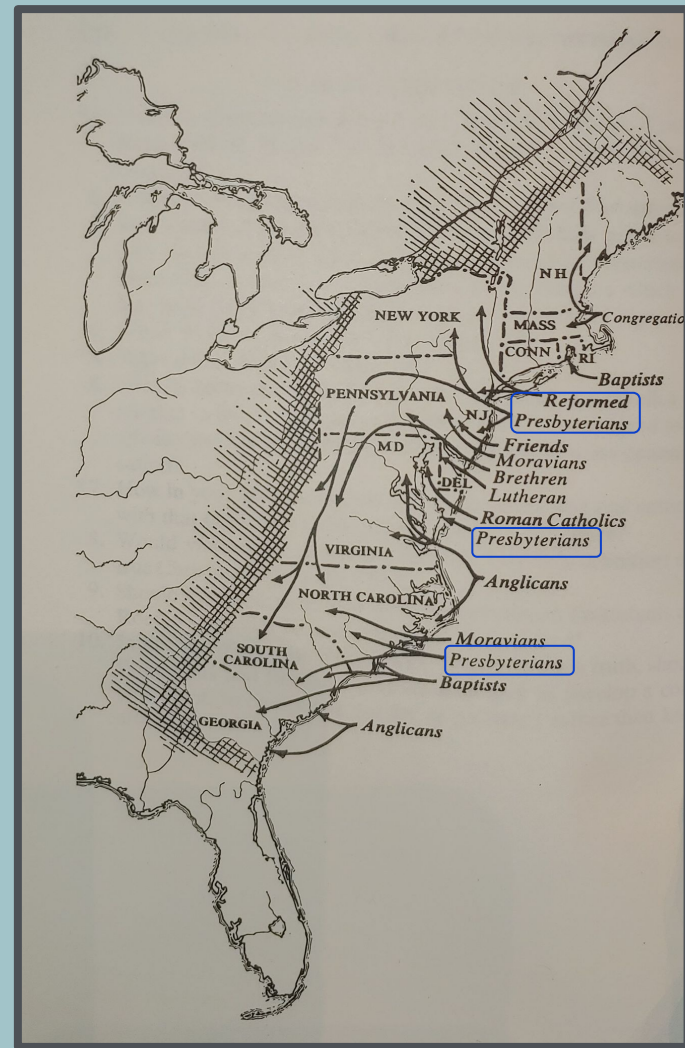 NH
NEW YORK
MASS
Congregatio
CONN
RI
Baptists
PENNSYLVANIA
Reformed
NJ
Presbyterians
MD
Friends
Moravians
DEL
Brethren
Lutheran
Roman Catholics
Presbyterians
VIRGINIA
Anglicans
NORTH CAROLINA
Moravians
SOUTH
CAROLINA
Presbyterians
Baptists
GEORGIA
Anglicans